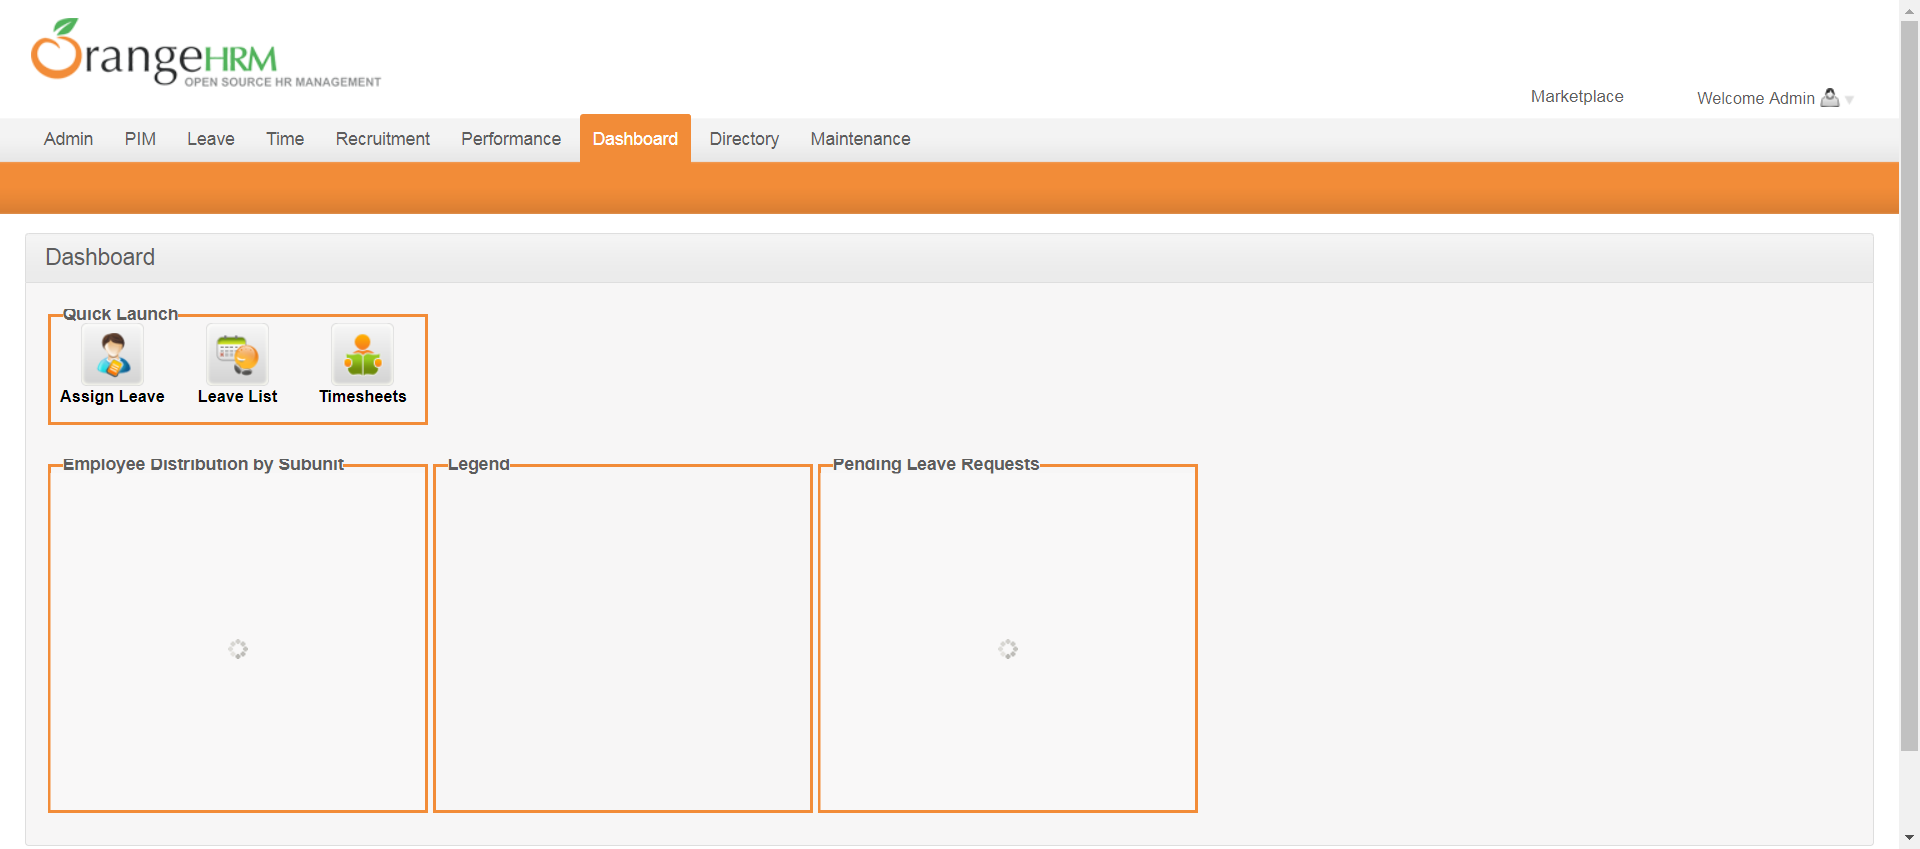 OrangeHRM
OPEN SOURCE HR MANAGEMENT
Marketplace
Welcome Admin
Admin PIM Leave Time Recruitment Performance Dashboard Directory Maintenance
Dashboard
Quick Launch
Assign Leave Leave List Timesheets
Employee Distribution by Subunit Legend Pending Leave Requests